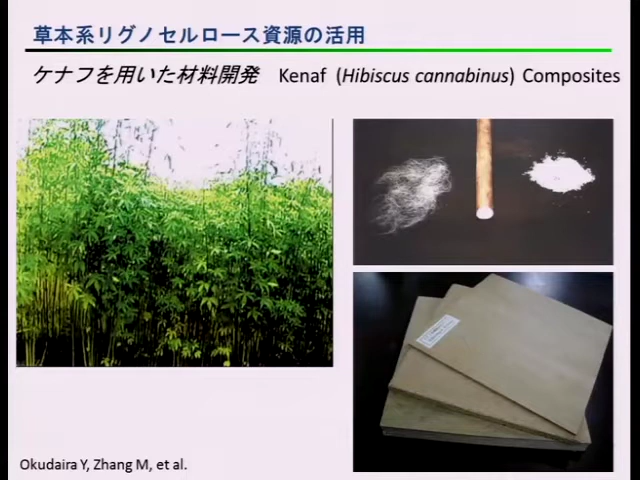 草本系リグノセルロース資源の活用
ケナフを用いた材料開発 Kenaf (Hibiscus cannabinus) Composites
Okudaira Y, Zhang M, et al.